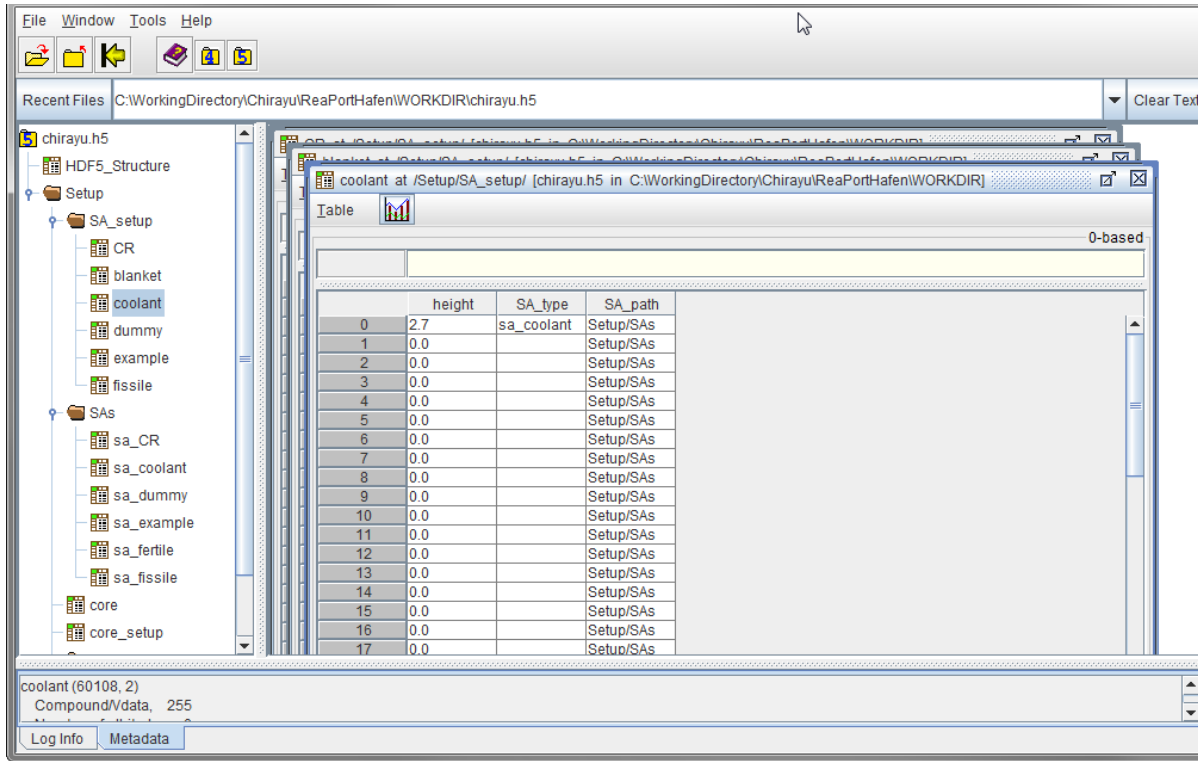 File Window Tools Help
4 5
Recent Files C:\WorkingDirectory\Chirayu\ReaPortHafen\WORKDIR\chirayu.h5 Clear Text
5 chirayu.h5
HDF5_Structure
Setup
SA_setup
CR
blanket
coolant
dummy
example
fissile
SAs
sa_CR
sa_coolant
sa_dummy
sa_example
sa_fertile
sa_fissile
core
core_setup
coolant at /Setup/SA_setup/ [chirayu.h5 in C:\WorkingDirectory\Chirayu\ReaPortHafen\WORKDIR]
Table
0-based
height SA_type SA_path
0 2.7 sa_coolant Setup/SAs
1 0.0 Setup/SAs
2 0.0 Setup/SAs
3 0.0 Setup/SAs
4 0.0 Setup/SAs
5 0.0 Setup/SAs
6 0.0 Setup/SAs
7 0.0 Setup/SAs
8 0.0 Setup/SAs
9 0.0 Setup/SAs
10 0.0 Setup/SAs
11 0.0 Setup/SAs
12 0.0 Setup/SAs
13 0.0 Setup/SAs
14 0.0 Setup/SAs
15 0.0 Setup/SAs
16 0.0 Setup/SAs
17 0.0 Setup/SAs
coolant (60108, 2)
Compound/Vdata, 255
Log Info Metadata